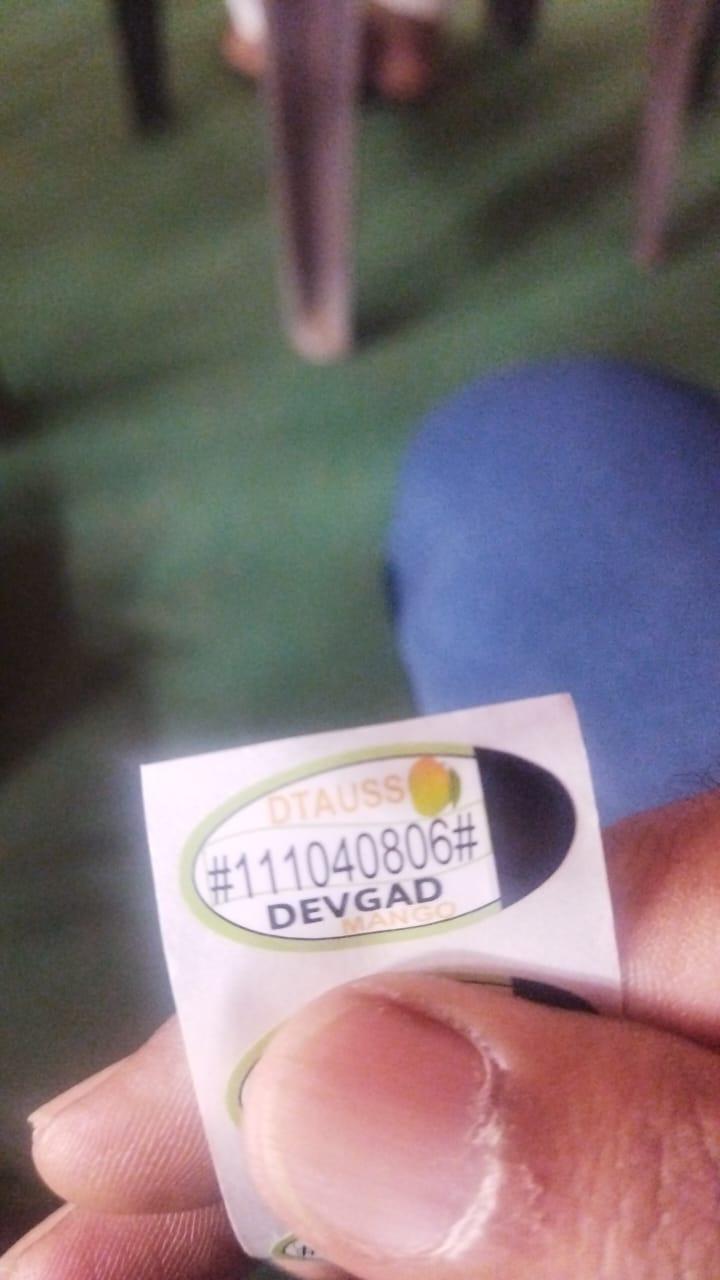 DTAUSS
#111040806#
DEVGAD
MANGO